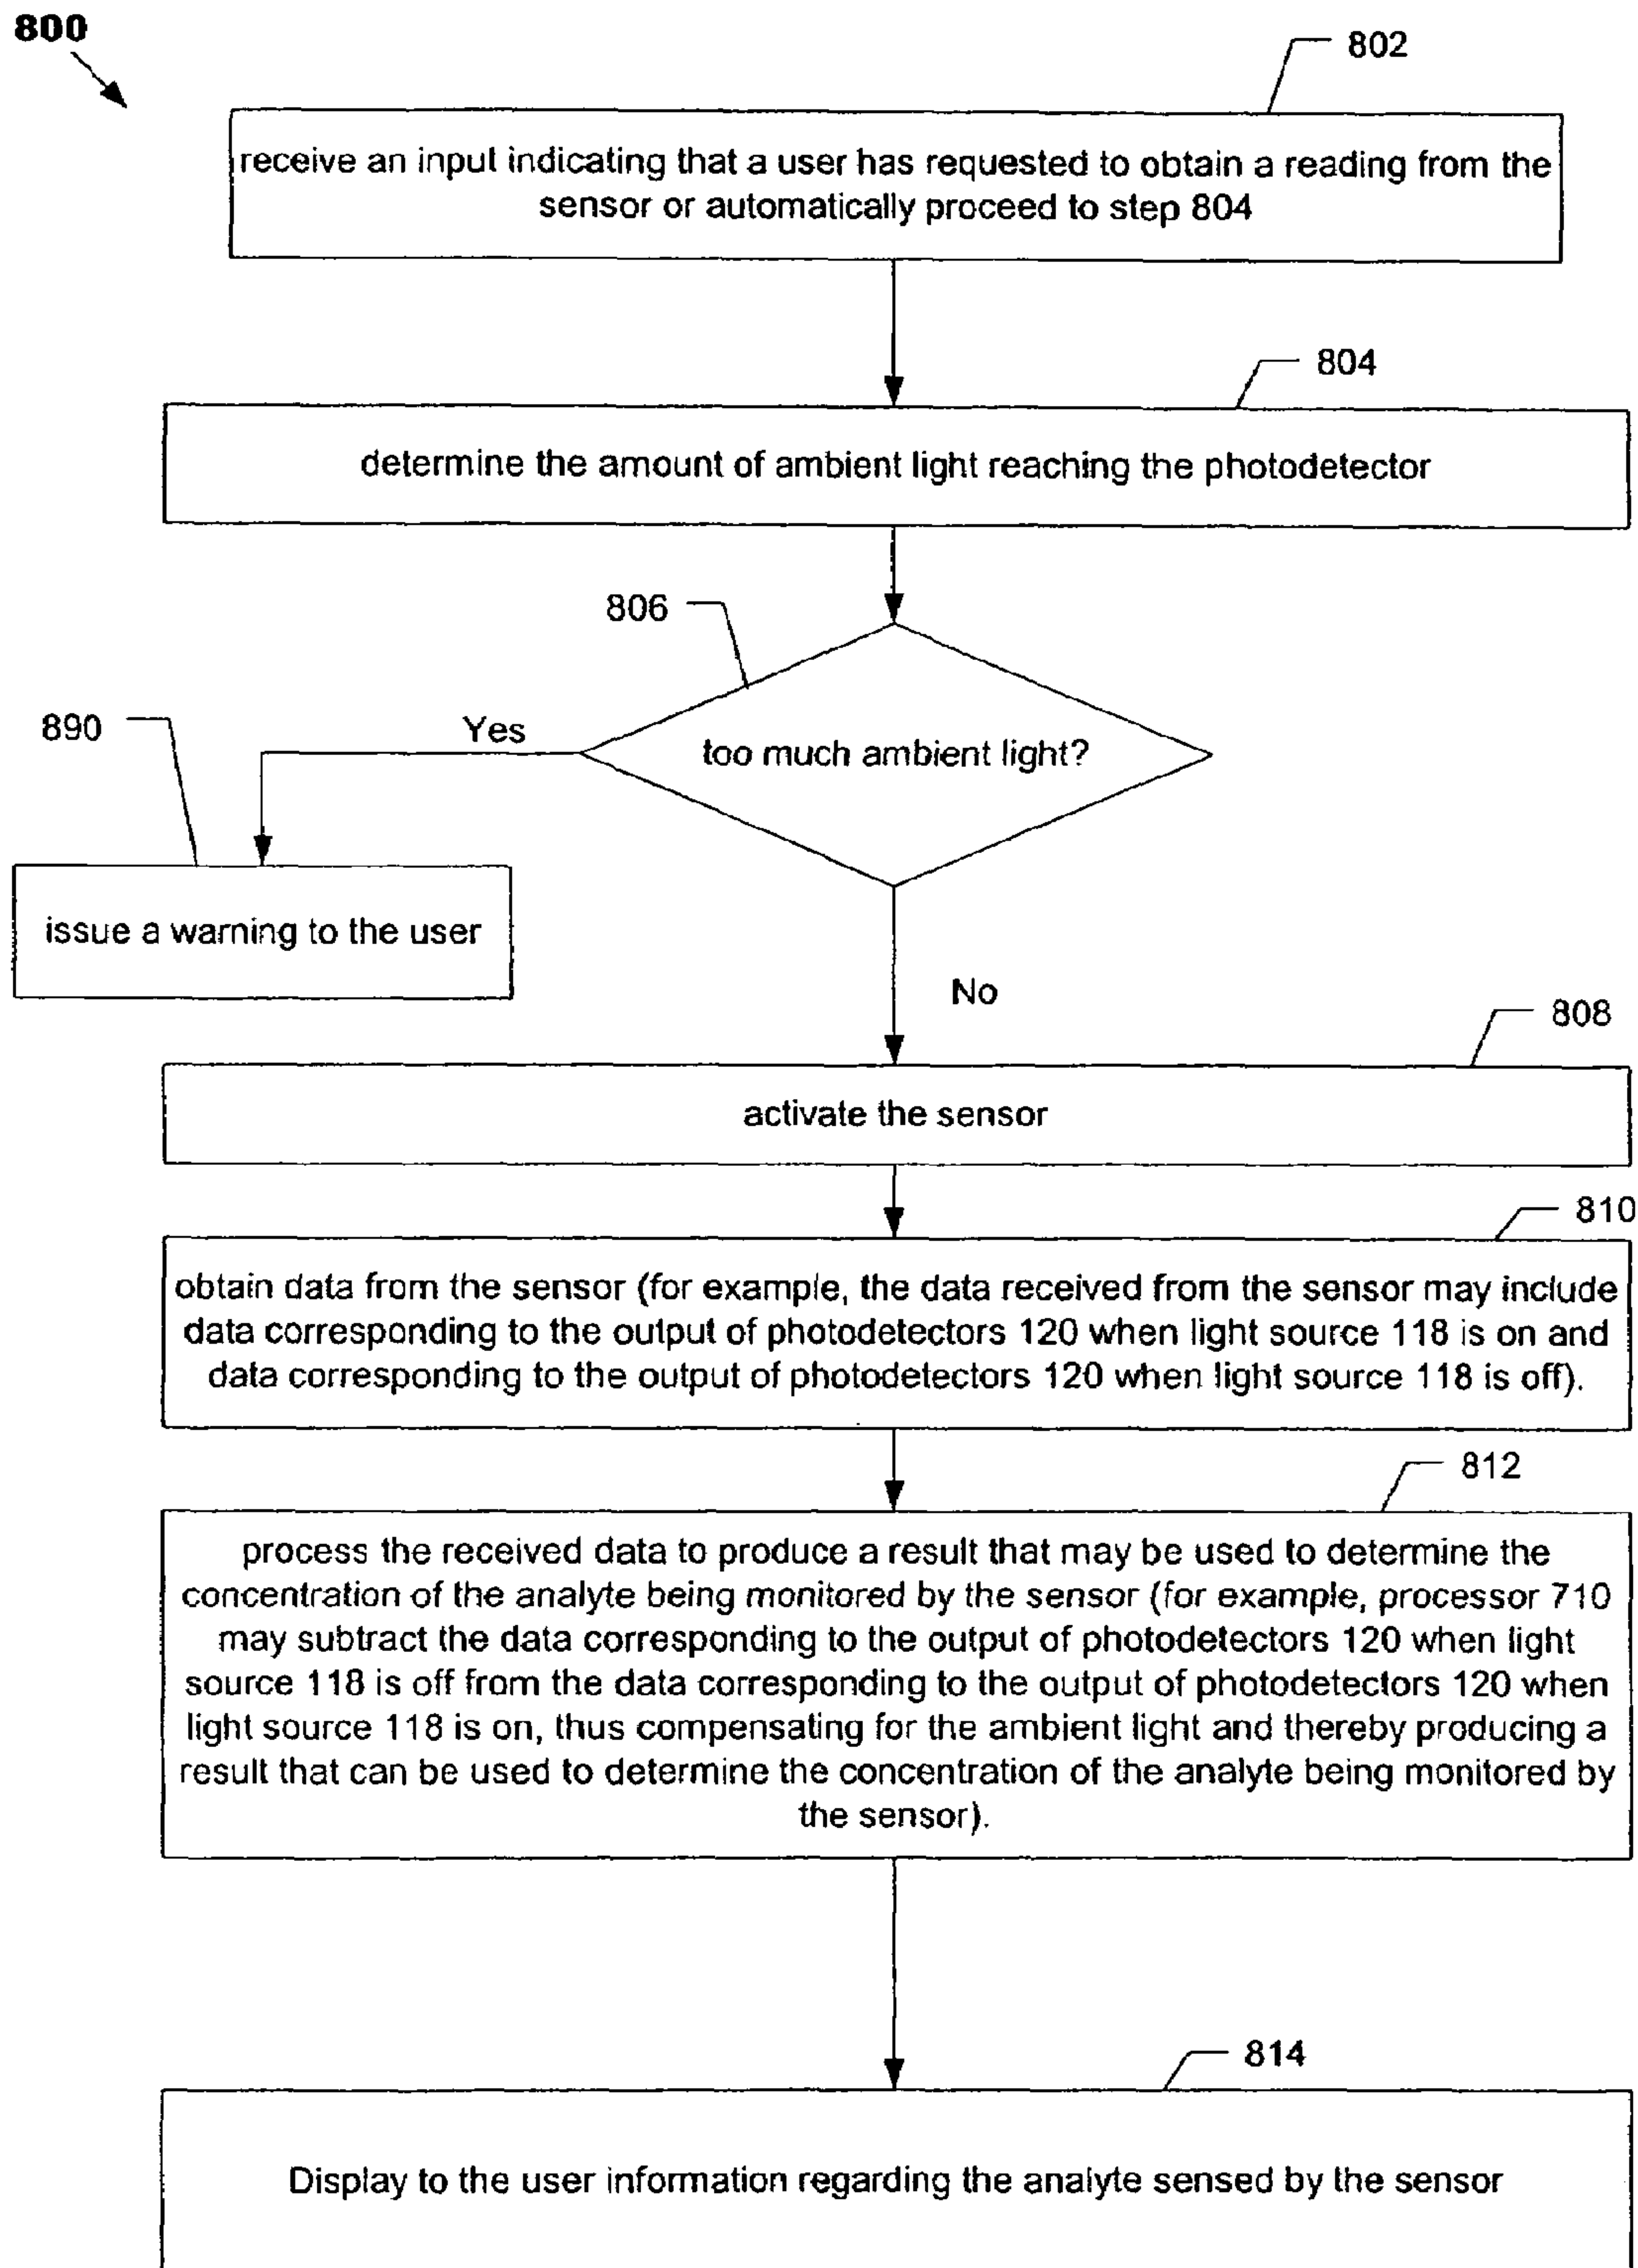 800
802
receive an input indicating that a user has requested to obtain a reading from the
sensor or automatically proceed to step 804
804
determine the amount of ambient light reaching the photodetector
806
too much ambient light?
Yes
890
issue a warning to the user
No
808
activate the sensor
810
obtain data from the sensor (for example, the data received from the sensor may include
data corresponding to the output of photodetectors 120 when light source 118 is on and
data corresponding to the output of photodetectors 120 when light source 118 is off).
812
process the received data to produce a result that may be used to determine the
concentration of the analyte being monitored by the sensor (for example, processor 710
may subtract the data corresponding to the output of photodetectors 120 when light
source 118 is off from the data corresponding to the output of photodetectors 120 when
light source 118 is on, thus compensating for the ambient light and thereby producing a
result that can be used to determine the concentration of the analyte being monitored by
the sensor).
814
Display to the user information regarding the analyte sensed by the sensor